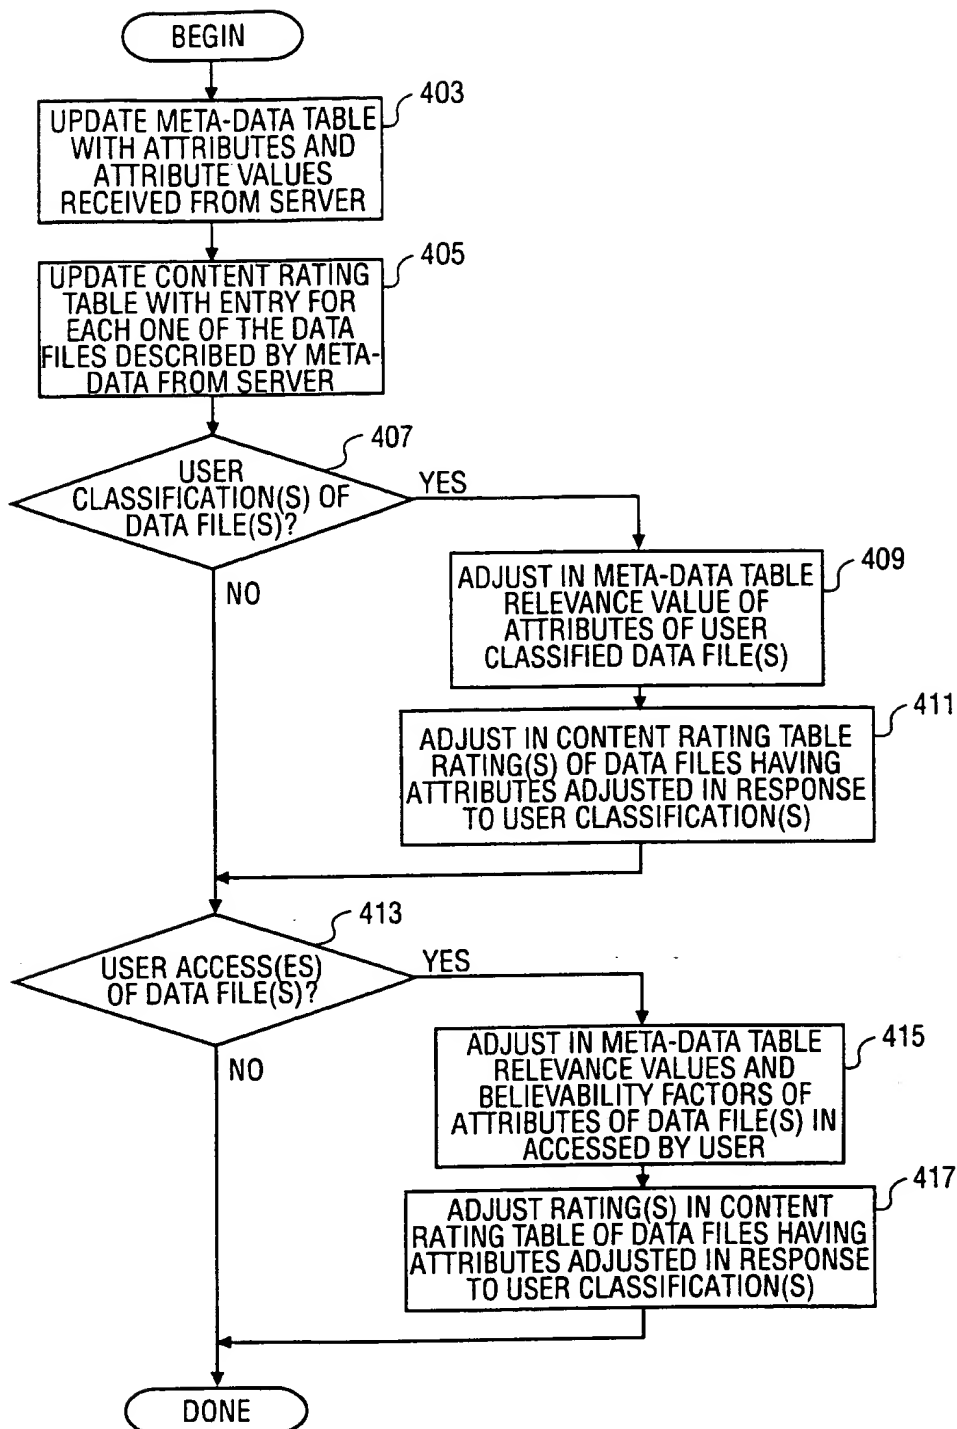 BEGIN
403
UPDATE META-DATA TABLE
WITH ATTRIBUTES AND
ATTRIBUTE VALUES
RECEIVED FROM SERVER
405
UPDATE CONTENT RATING
TABLE WITH ENTRY FOR
EACH ONE OF THE DATA
FILES DESCRIBED BY META-
DATA FROM SERVER
407
USER
CLASSIFICATION(S) OF
DATA FILE(S)?
YES
NO
409
ADJUST IN META-DATA TABLE
RELEVANCE VALUE OF
ATTRIBUTES OF USER
CLASSIFIED DATA FILE(S)
411
ADJUST IN CONTENT RATING TABLE
RATING(S) OF DATA FILES HAVING
ATTRIBUTES ADJUSTED IN RESPONSE
TO USER CLASSIFICATION(S)
413
USER ACCESS(ES)
OF DATA FILE(S)?
YES
NO
415
ADJUST IN META-DATA TABLE
RELEVANCE VALUES AND
BELIEVABILITY FACTORS OF
ATTRIBUTES OF DATA FILE(S) IN
ACCESSED BY USER
417
ADJUST RATING(S) IN CONTENT
RATING TABLE OF DATA FILES HAVING
ATTRIBUTES ADJUSTED IN RESPONSE
TO USER CLASSIFICATION(S)
DONE